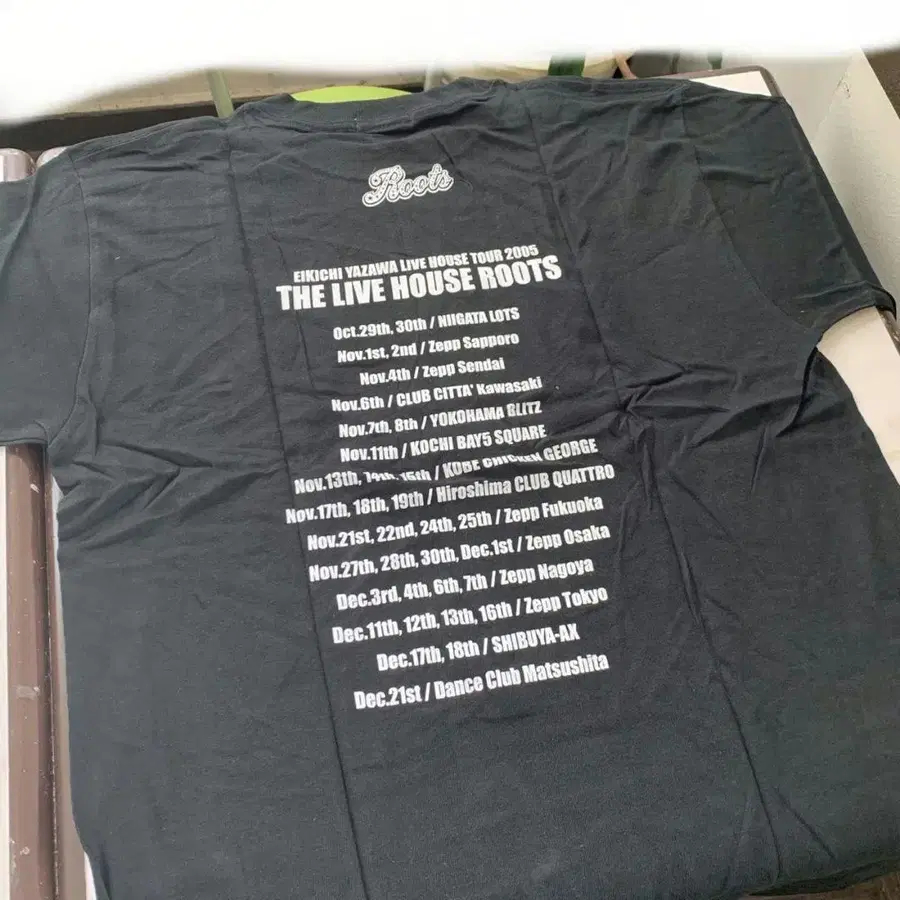 Roots
EIKICHI YAZAWA LIVE HOUSE TOUR 2005
THE LIVE HOUSE ROOTS
Oct.29th, 30th / NIIGATA LOTS
Nov.1st, 2nd / Zepp Sapporo
Nov.4th / Zepp Sendai
Nov.6th / CLUB CITTA' Kawasaki
Nov.7th, 8th / YOKOHAMA BLITZ
Nov.11th / KOCHI BAY5 SQUARE
Nov.13th, 14th, 15th / KOBE CHICKEN GEORGE
Nov.17th, 18th, 19th / Hiroshima CLUB QUATTRO
Nov.21st, 22nd, 24th, 25th / Zepp Fukuoka
Nov.27th, 28th, 30th, Dec.1st / Zepp Osaka
Dec.3rd, 4th, 6th, 7th / Zepp Nagoya
Dec.11th, 12th, 13th, 16th / Zepp Tokyo
Dec.17th, 18th / SHIBUYA-AX
Dec.21st / Dance Club Matsushita